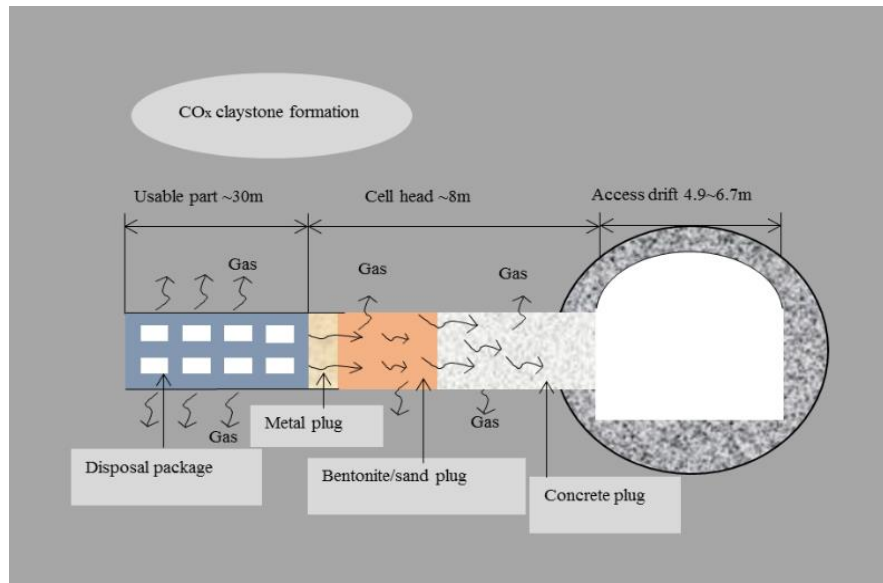 COx claystone formation
Usable part ~30m
Cell head ~8m
Access drift 4.9~6.7m
Gas
Gas
Gas
Gas
Gas
Metal plug
Disposal package
Bentonite/sand plug
Concrete plug